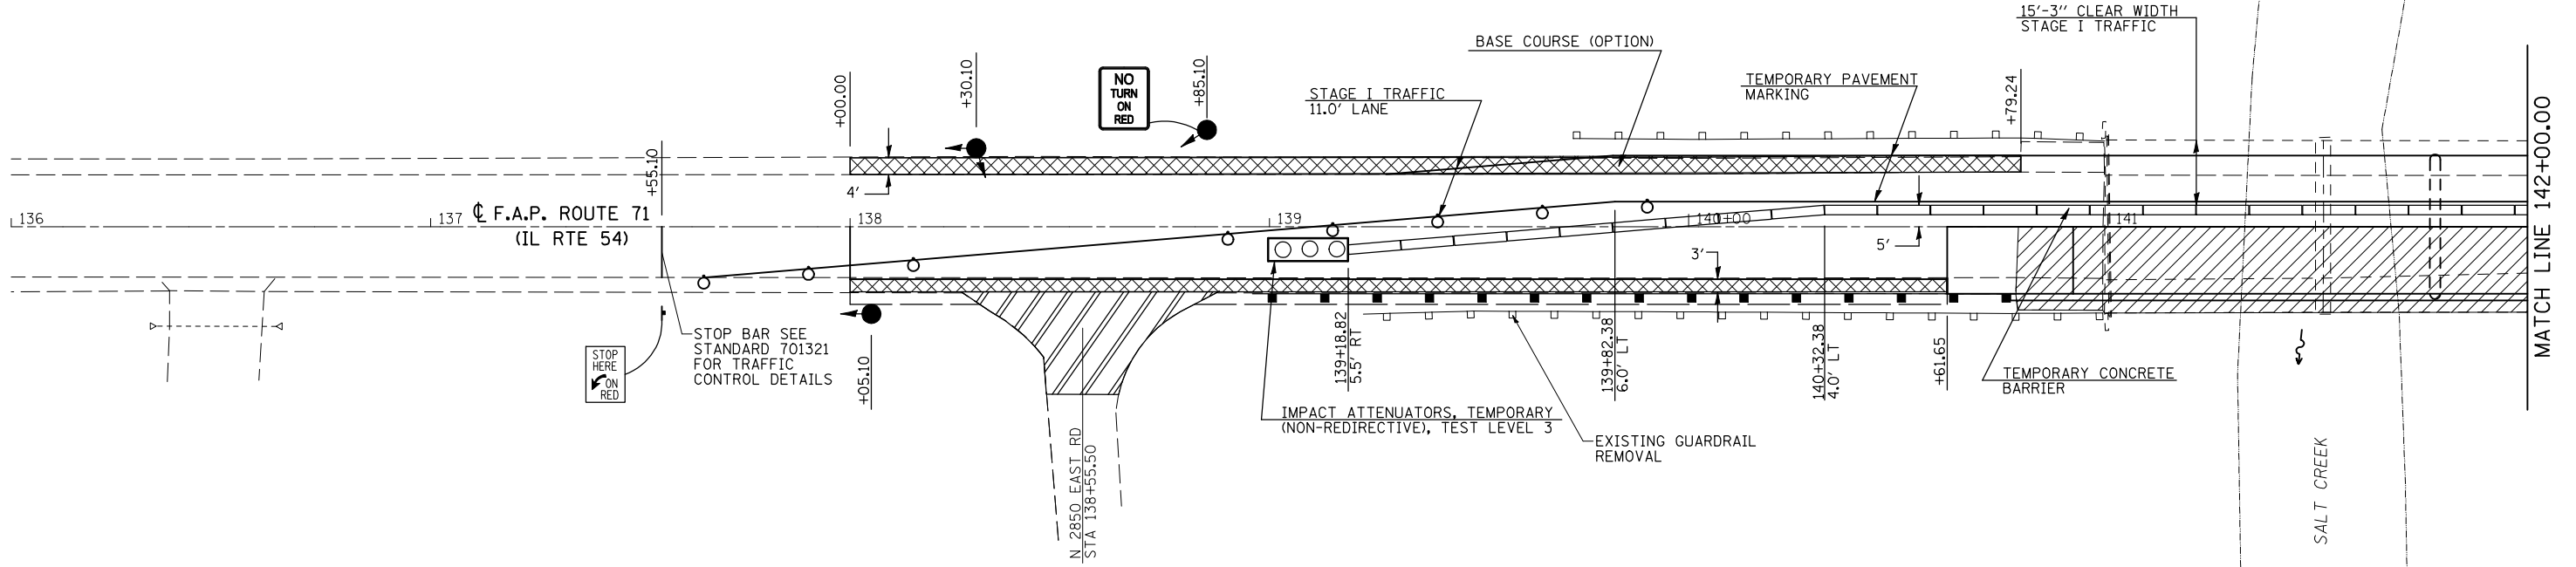 15'-3'' CLEAR WIDTH
STAGE I TRAFFIC
BASE COURSE (OPTION)
NO
TURN
ON
RED
+00.00
+30.10
+85.10
STAGE I TRAFFIC
11.0' LANE
TEMPORARY PAVEMENT
MARKING
+79.24
+55.10
4'
136
137
℄ F.A.P. ROUTE 71
(IL RTE 54)
138
139
140+00
141
5'
3'
MATCH LINE 142+00.00
STOP
HERE
ON
RED
STOP BAR SEE
STANDARD 701321
FOR TRAFFIC
CONTROL DETAILS
+05.10
139+18.82
5.5' RT
139+82.38
6.0' LT
140+32.38
4.0' LT
+61.65
TEMPORARY CONCRETE
BARRIER
IMPACT ATTENUATORS, TEMPORARY
(NON-REDIRECTIVE), TEST LEVEL 3
EXISTING GUARDRAIL
REMOVAL
N 2850 EAST RD
STA 138+55.50
SALT CREEK